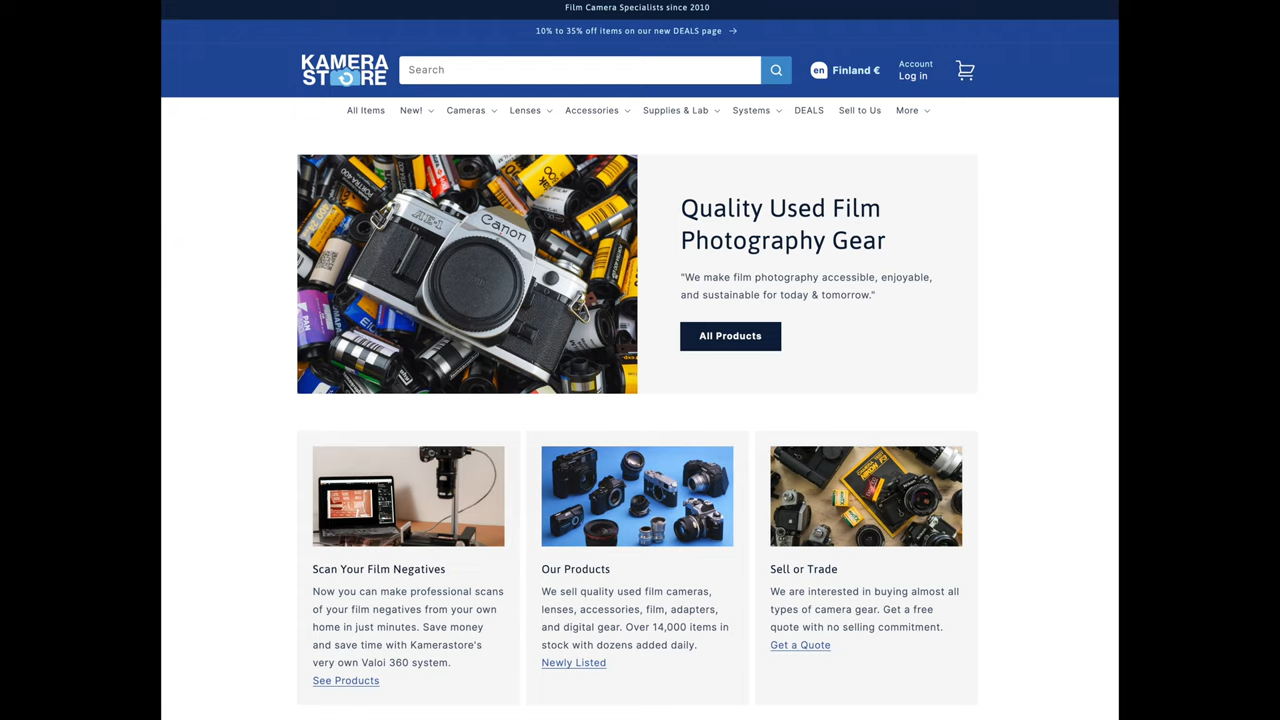 Film Camera Specialists since 2010
10% to 35% off items on our new DEALS page →
KAMERA
STORE
Search
en Finland €
Account
Log in
All Items New! Cameras Lenses Accessories Supplies & Lab Systems DEALS Sell to Us More
AE-1
Canon
PORTRA 400
Kodak
Quality Used Film
Photography Gear
"We make film photography accessible, enjoyable,
and sustainable for today & tomorrow."
All Products
Scan Your Film Negatives
Now you can make professional scans
of your film negatives from your own
home in just minutes. Save money
and save time with Kamerastore's
very own Valoi 360 system.
See Products
Our Products
We sell quality used film cameras,
lenses, accessories, film, adapters,
and digital gear. Over 14,000 items in
stock with dozens added daily.
Newly Listed
Sell or Trade
We are interested in buying almost all
types of camera gear. Get a free
quote with no selling commitment.
Get a Quote